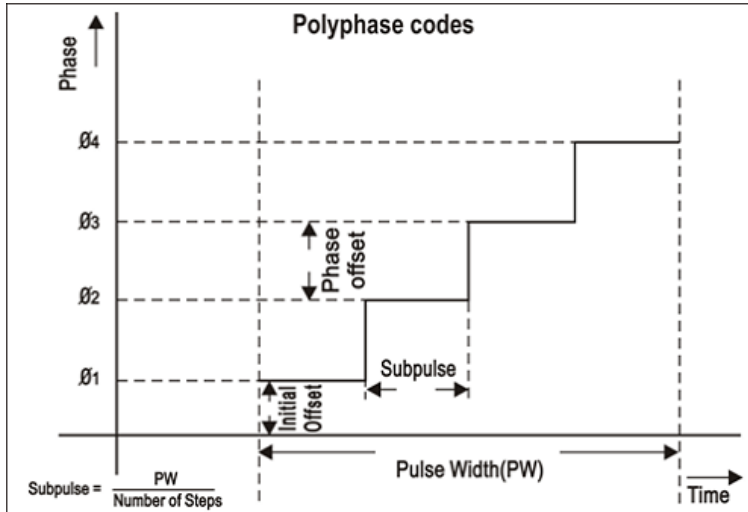 Polyphase codes
Phase
Ø4
Ø3
Phase
offset
Ø2
Subpulse
Ø1
Initial
Offset
Pulse Width(PW)
Time
Subpulse = PW
Number of Steps